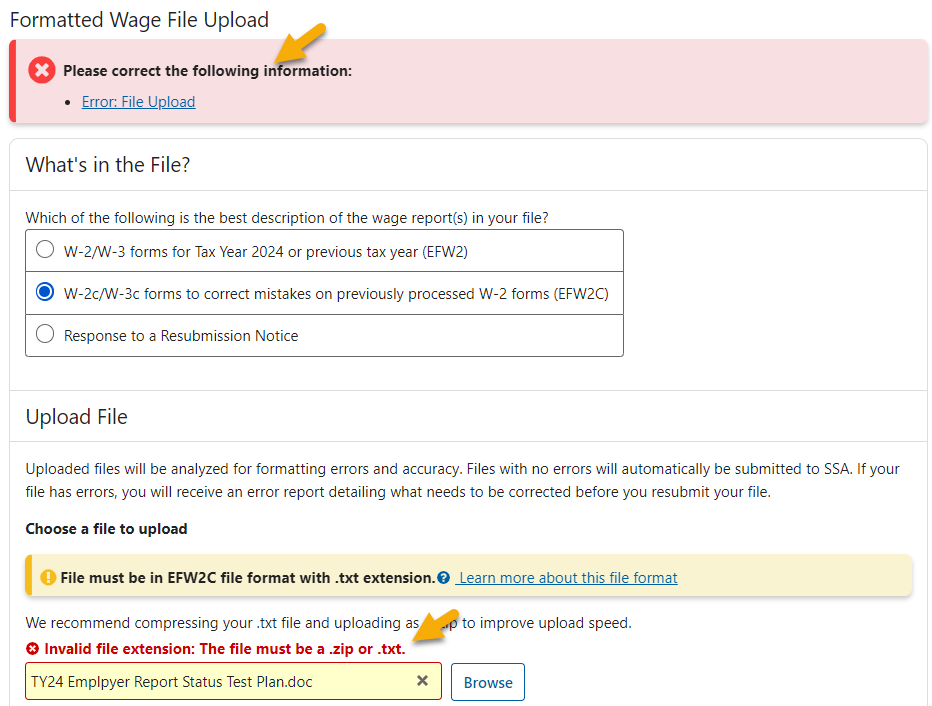 Formatted Wage File Upload
Please correct the following information:
Error: File Upload
What's in the File?
Which of the following is the best description of the wage report(s) in your file?
W-2/W-3 forms for Tax Year 2024 or previous tax year (EFW2)
W-2c/W-3c forms to correct mistakes on previously processed W-2 forms (EFW2C)
Response to a Resubmission Notice
Upload File
Uploaded files will be analyzed for formatting errors and accuracy. Files with no errors will automatically be submitted to SSA. If your
file has errors, you will receive an error report detailing what needs to be corrected before you resubmit your file.
Choose a file to upload
File must be in EFW2C file format with .txt extension. Learn more about this file format
We recommend compressing your .txt file and uploading as to improve upload speed.
Invalid file extension: The file must be a .zip or .txt.
TY24 Emplpyer Report Status Test Plan.doc
Browse